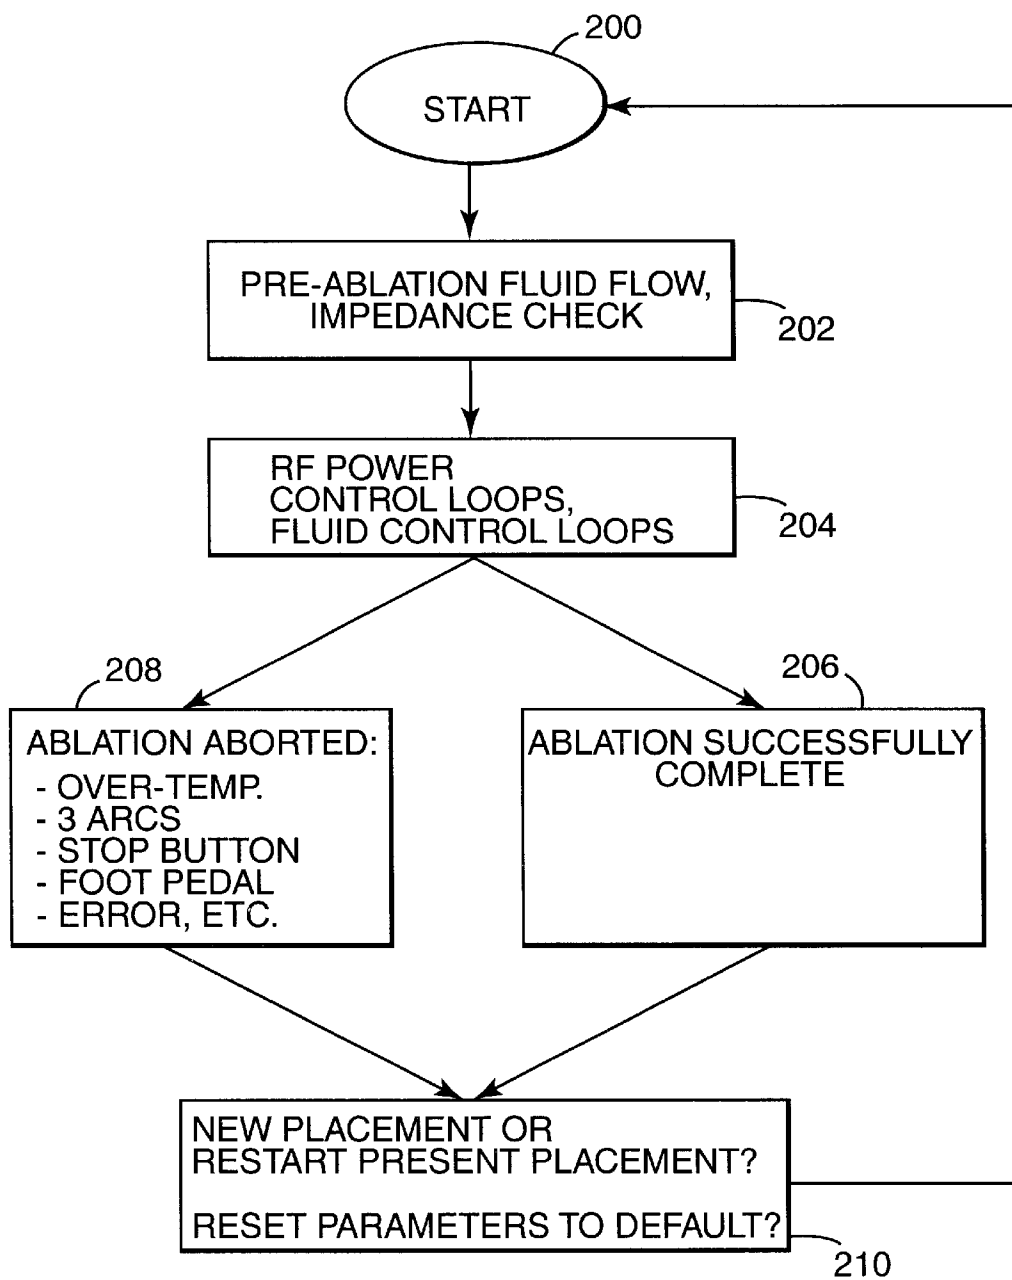 200
START
PRE-ABLATION FLUID FLOW,
IMPEDANCE CHECK
202
RF POWER
CONTROL LOOPS,
FLUID CONTROL LOOPS
204
208
ABLATION ABORTED:
- OVER-TEMP.
- 3 ARCS
- STOP BUTTON
- FOOT PEDAL
- ERROR, ETC.
206
ABLATION SUCCESSFULLY
COMPLETE
NEW PLACEMENT OR
RESTART PRESENT PLACEMENT?
RESET PARAMETERS TO DEFAULT?
210